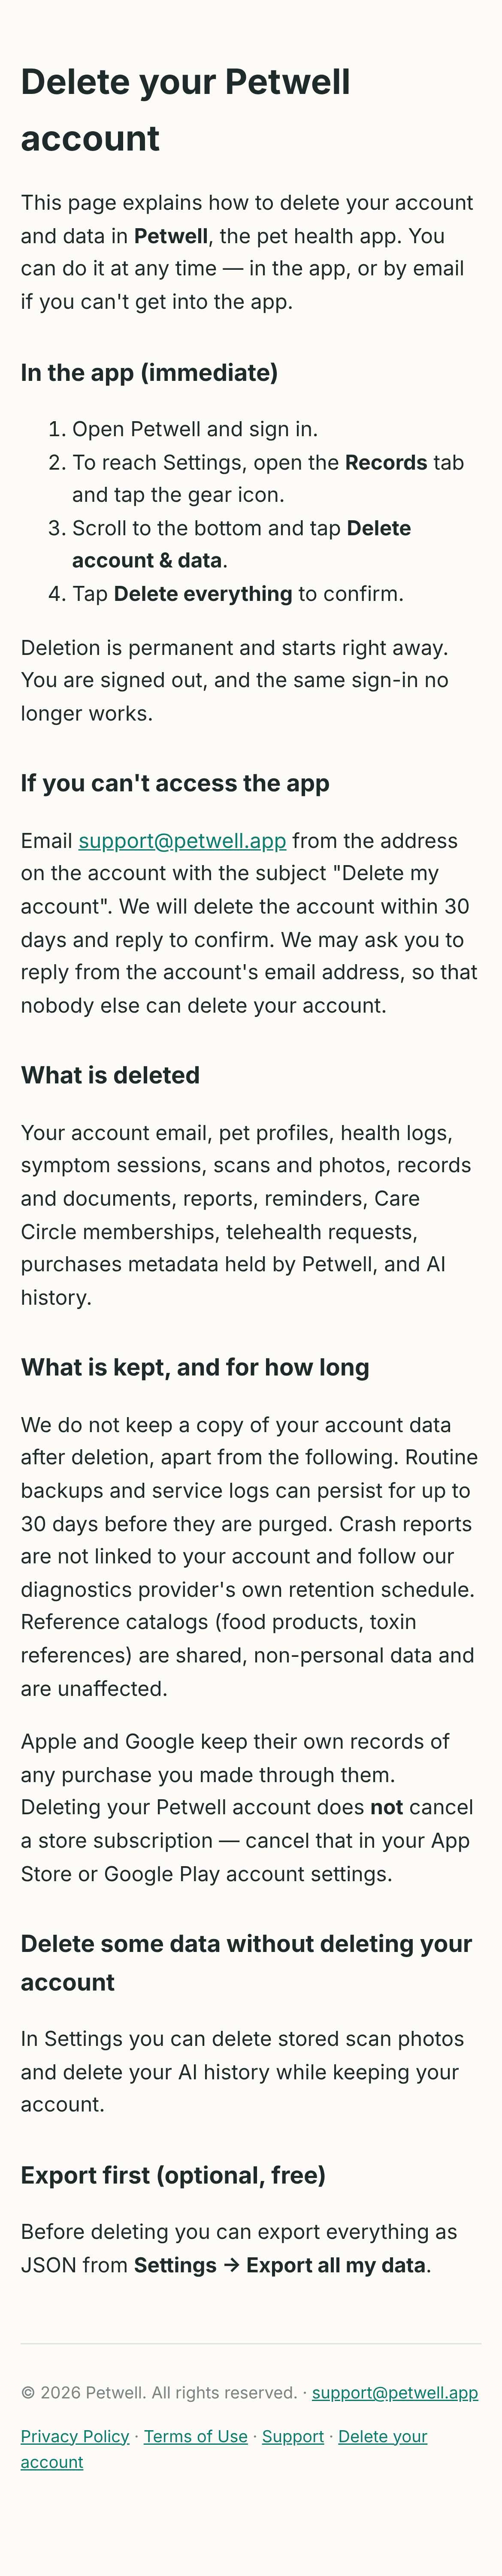 Delete your Petwell
account
This page explains how to delete your account
and data in Petwell, the pet health app. You
can do it at any time — in the app, or by email
if you can't get into the app.
In the app (immediate)
1. Open Petwell and sign in.
2. To reach Settings, open the Records tab
and tap the gear icon.
3. Scroll to the bottom and tap Delete
account & data.
4. Tap Delete everything to confirm.
Deletion is permanent and starts right away.
You are signed out, and the same sign-in no
longer works.
If you can't access the app
Email support@petwell.app from the address
on the account with the subject "Delete my
account". We will delete the account within 30
days and reply to confirm. We may ask you to
reply from the account's email address, so that
nobody else can delete your account.
What is deleted
Your account email, pet profiles, health logs,
symptom sessions, scans and photos, records
and documents, reports, reminders, Care
Circle memberships, telehealth requests,
purchases metadata held by Petwell, and AI
history.
What is kept, and for how long
We do not keep a copy of your account data
after deletion, apart from the following. Routine
backups and service logs can persist for up to
30 days before they are purged. Crash reports
are not linked to your account and follow our
diagnostics provider's own retention schedule.
Reference catalogs (food products, toxin
references) are shared, non-personal data and
are unaffected.
Apple and Google keep their own records of
any purchase you made through them.
Deleting your Petwell account does not cancel
a store subscription — cancel that in your App
Store or Google Play account settings.
Delete some data without deleting your
account
In Settings you can delete stored scan photos
and delete your AI history while keeping your
account.
Export first (optional, free)
Before deleting you can export everything as
JSON from Settings → Export all my data.
© 2026 Petwell. All rights reserved. · support@petwell.app
Privacy Policy · Terms of Use · Support · Delete your
account